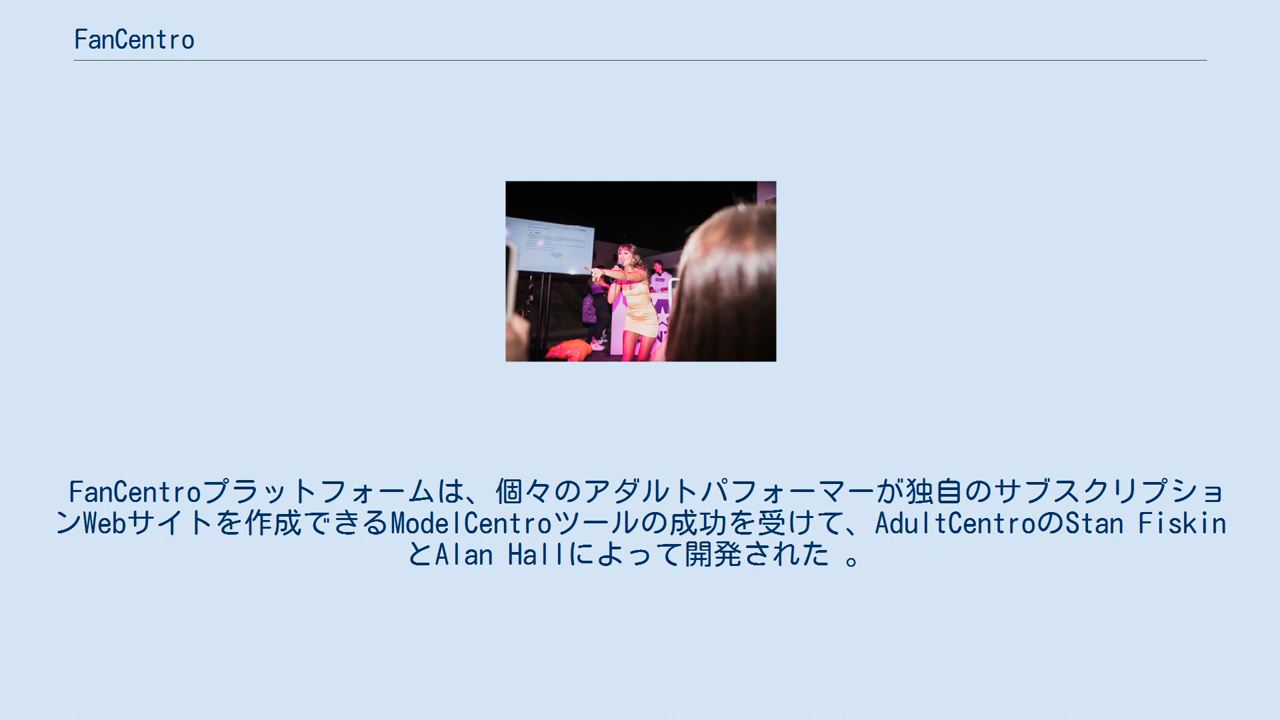 FanCentro
FanCentroプラットフォームは、個々のアダルトパフォーマーが独自のサブスクリプショ
ンWebサイトを作成できるModelCentroツールの成功を受けて、AdultCentroのStan Fiskin
とAlan Hallによって開発された 。